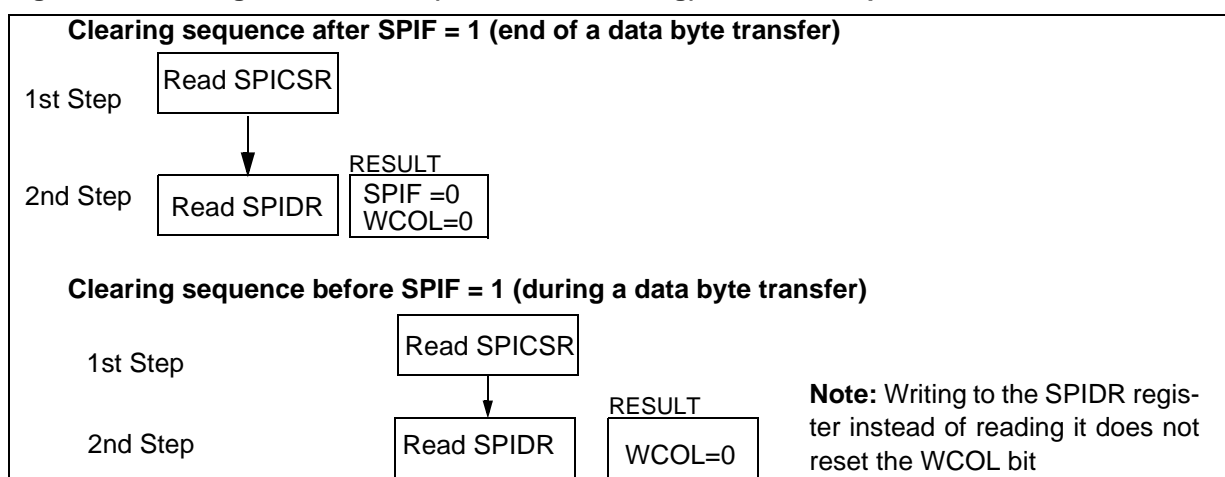 Clearing sequence after SPIF = 1 (end of a data byte transfer)
1st Step
Read SPICSR
2nd Step
Read SPIDR
RESULT
SPIF =0
WCOL=0
Clearing sequence before SPIF = 1 (during a data byte transfer)
1st Step
Read SPICSR
2nd Step
Read SPIDR
RESULT
WCOL=0
Note: Writing to the SPIDR regis-
ter instead of reading it does not
reset the WCOL bit